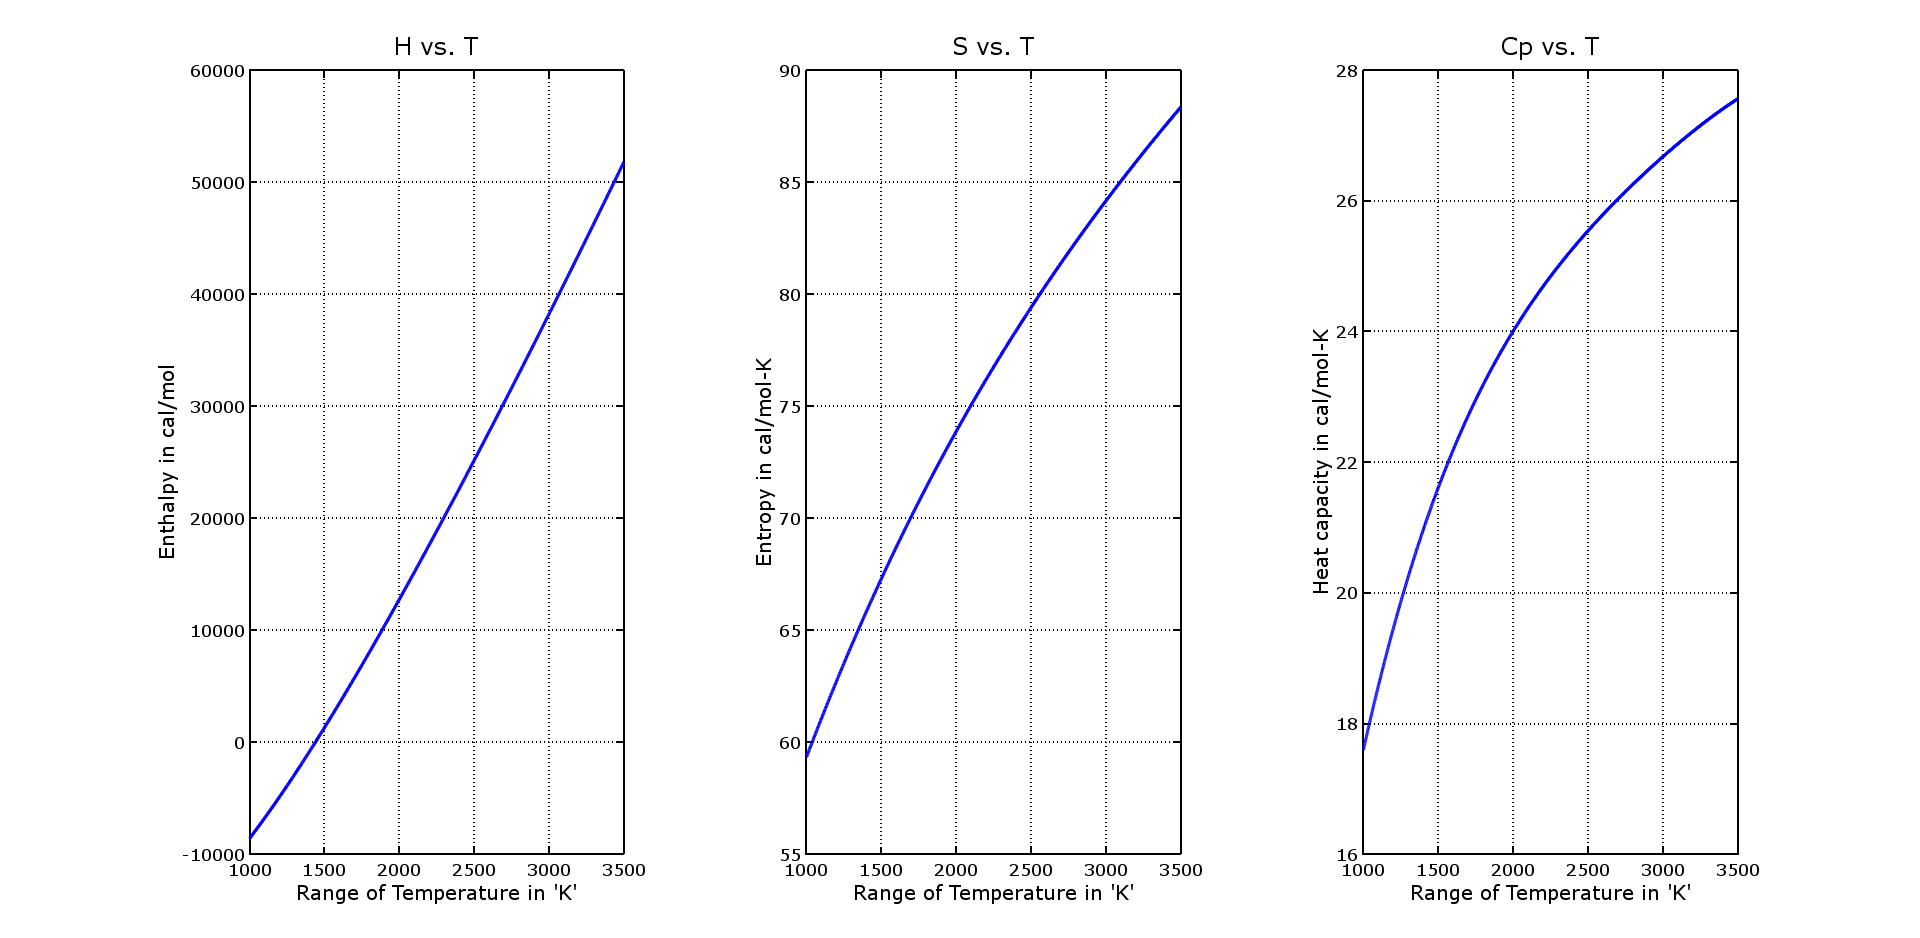 H vs. T
60000
50000
40000
30000
20000
10000
0
-10000
Enthalpy in cal/mol
1000 1500 2000 2500 3000 3500
Range of Temperature in 'K'
S vs. T
90
85
80
75
70
65
60
55
Entropy in cal/mol-K
1000 1500 2000 2500 3000 3500
Range of Temperature in 'K'
Cp vs. T
28
26
24
22
20
18
16
Heat capacity in cal/mol-K
1000 1500 2000 2500 3000 3500
Range of Temperature in 'K'